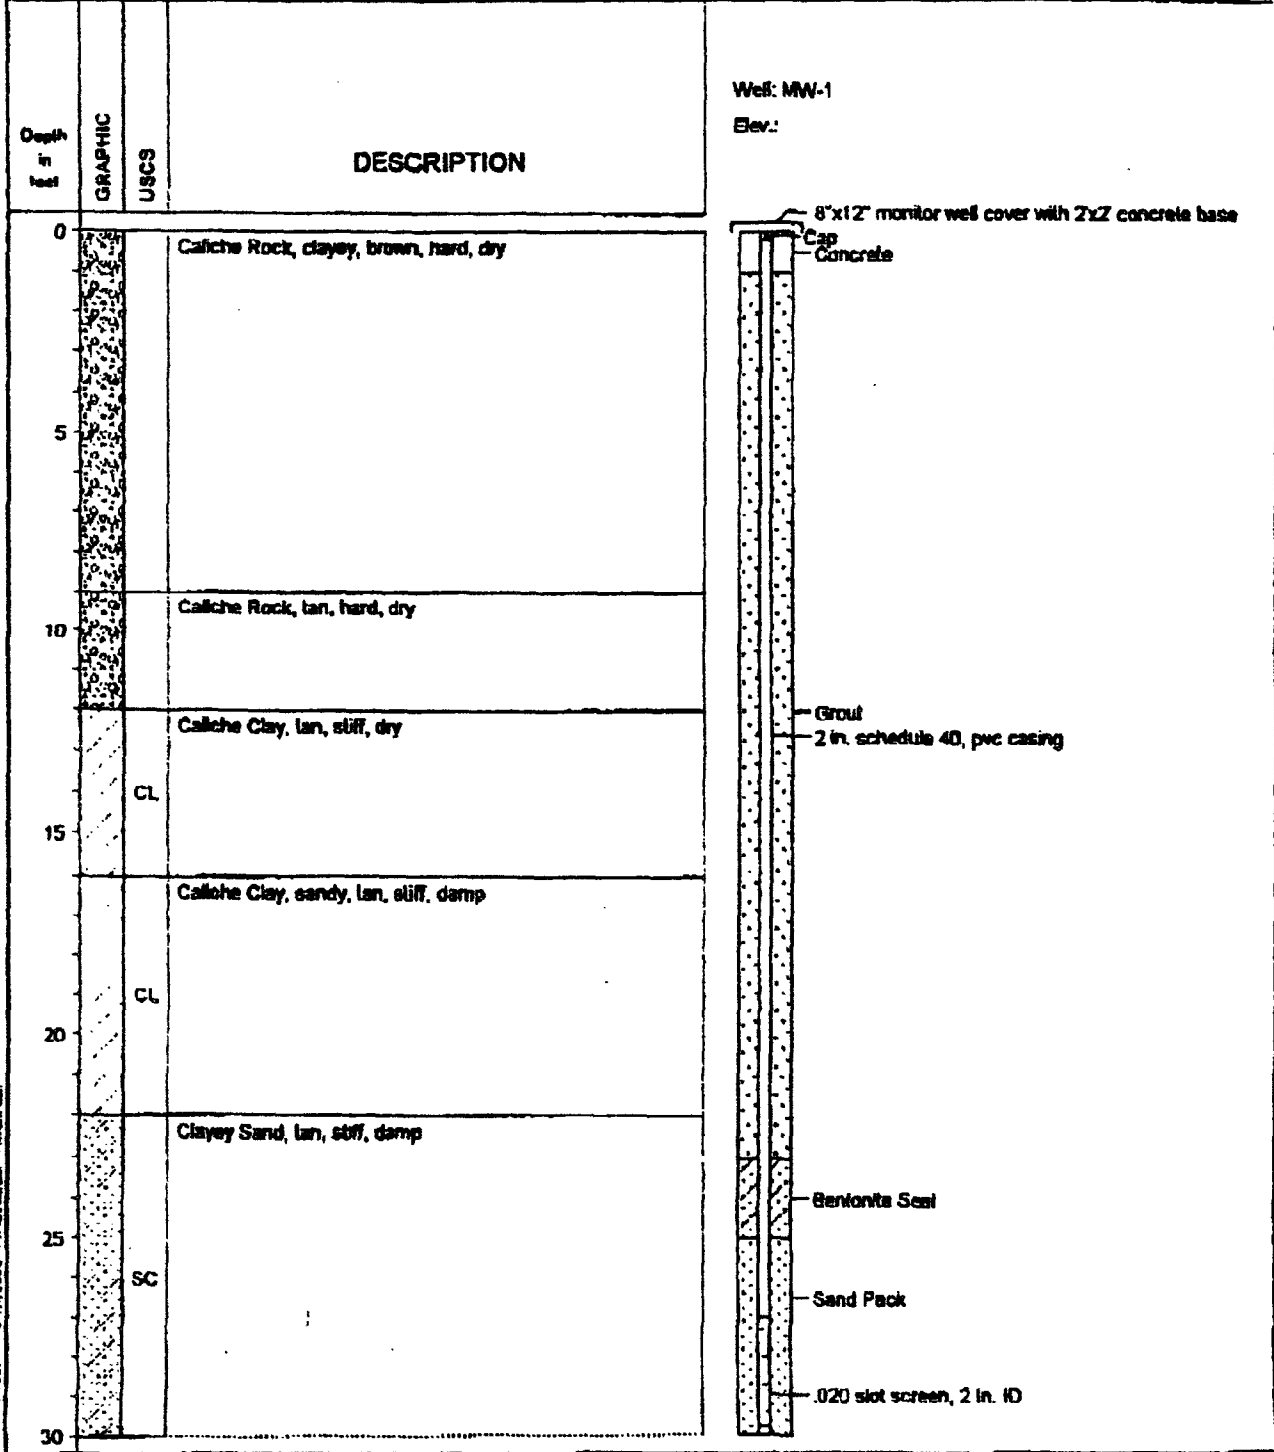 Well: MW-1
Elev.:
Depth
in
feet
GRAPHIC
USCS
DESCRIPTION
8"x12" monitor well cover with 2'x2' concrete base
Cap
Concrete
0
Caliche Rock, clayey, brown, hard, dry
5
Caliche Rock, tan, hard, dry
10
Grout
Caliche Clay, tan, stiff, dry
2 in. schedule 40, pvc casing
CL
15
Caliche Clay, sandy, tan, stiff, damp
CL
20
Clayey Sand, tan, stiff, damp
Bentonite Seal
25
SC
Sand Pack
.020 slot screen, 2 in. ID
30